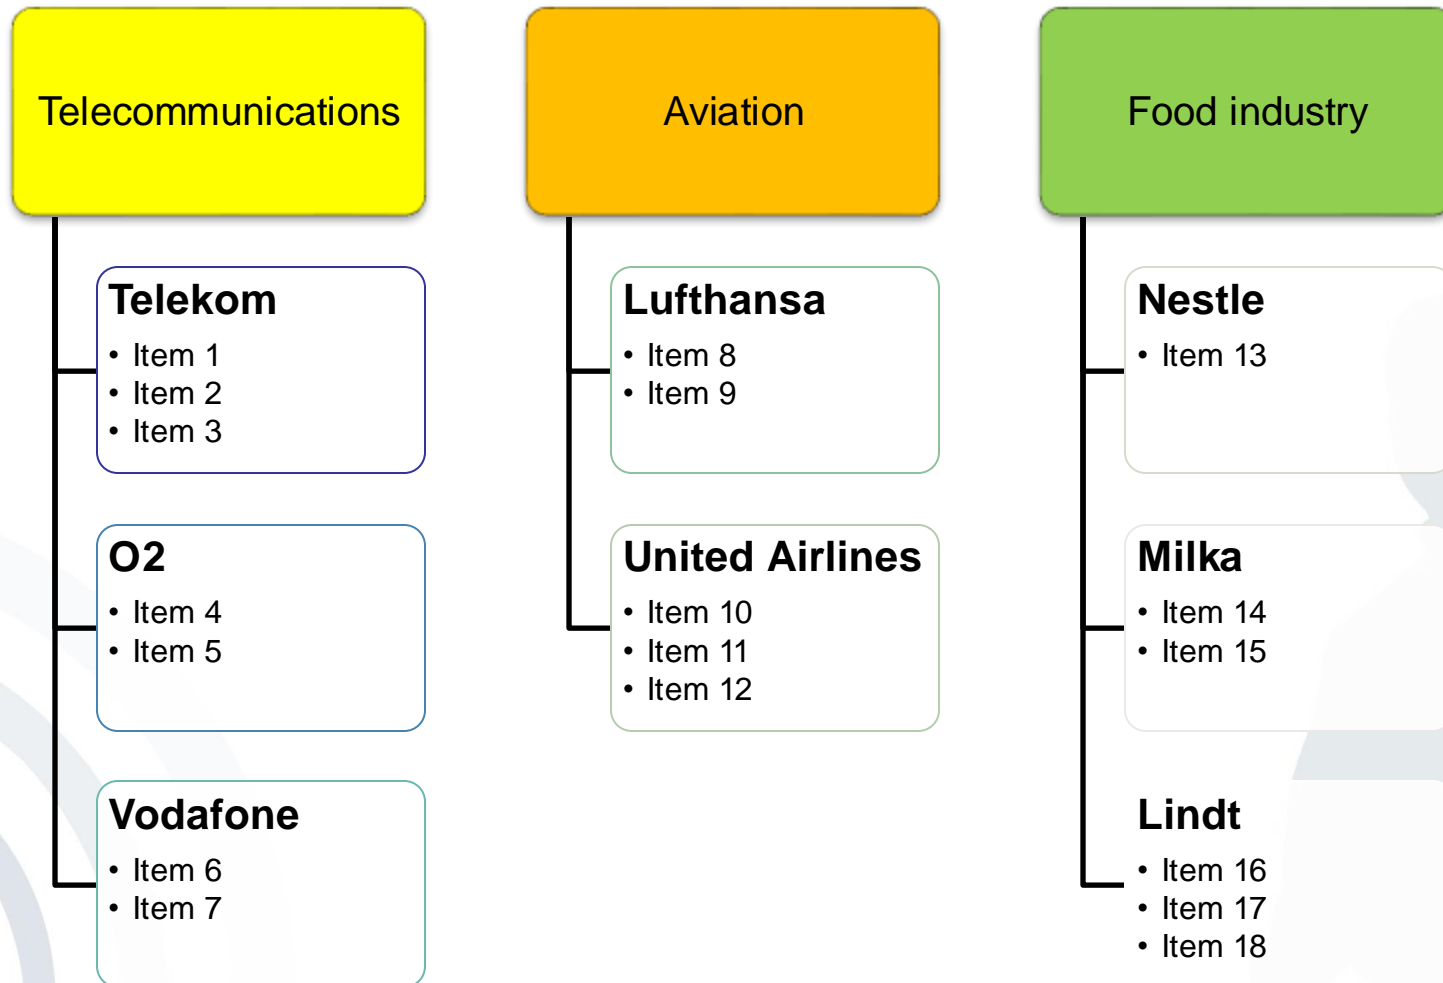 Telecommunications
Telekom
• Item 1
• Item 2
• Item 3
O2
• Item 4
• Item 5
Vodafone
• Item 6
• Item 7
Aviation
Lufthansa
• Item 8
• Item 9
United Airlines
• Item 10
• Item 11
• Item 12
Food industry
Nestle
• Item 13
Milka
• Item 14
• Item 15
Lindt
• Item 16
• Item 17
• Item 18